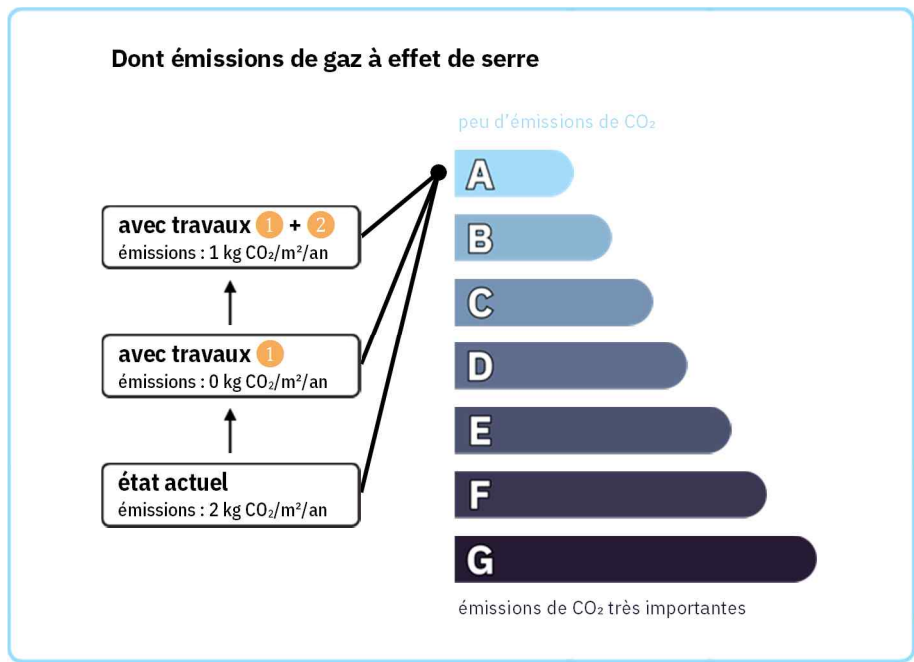 Dont émissions de gaz à effet de serre
peu d'émissions de CO₂
A
avec travaux 1 + 2
émissions : 1 kg CO₂/m²/an
B
C
avec travaux 1
émissions : 0 kg CO₂/m²/an
D
E
état actuel
émissions : 2 kg CO₂/m²/an
F
G
émissions de CO₂ très importantes